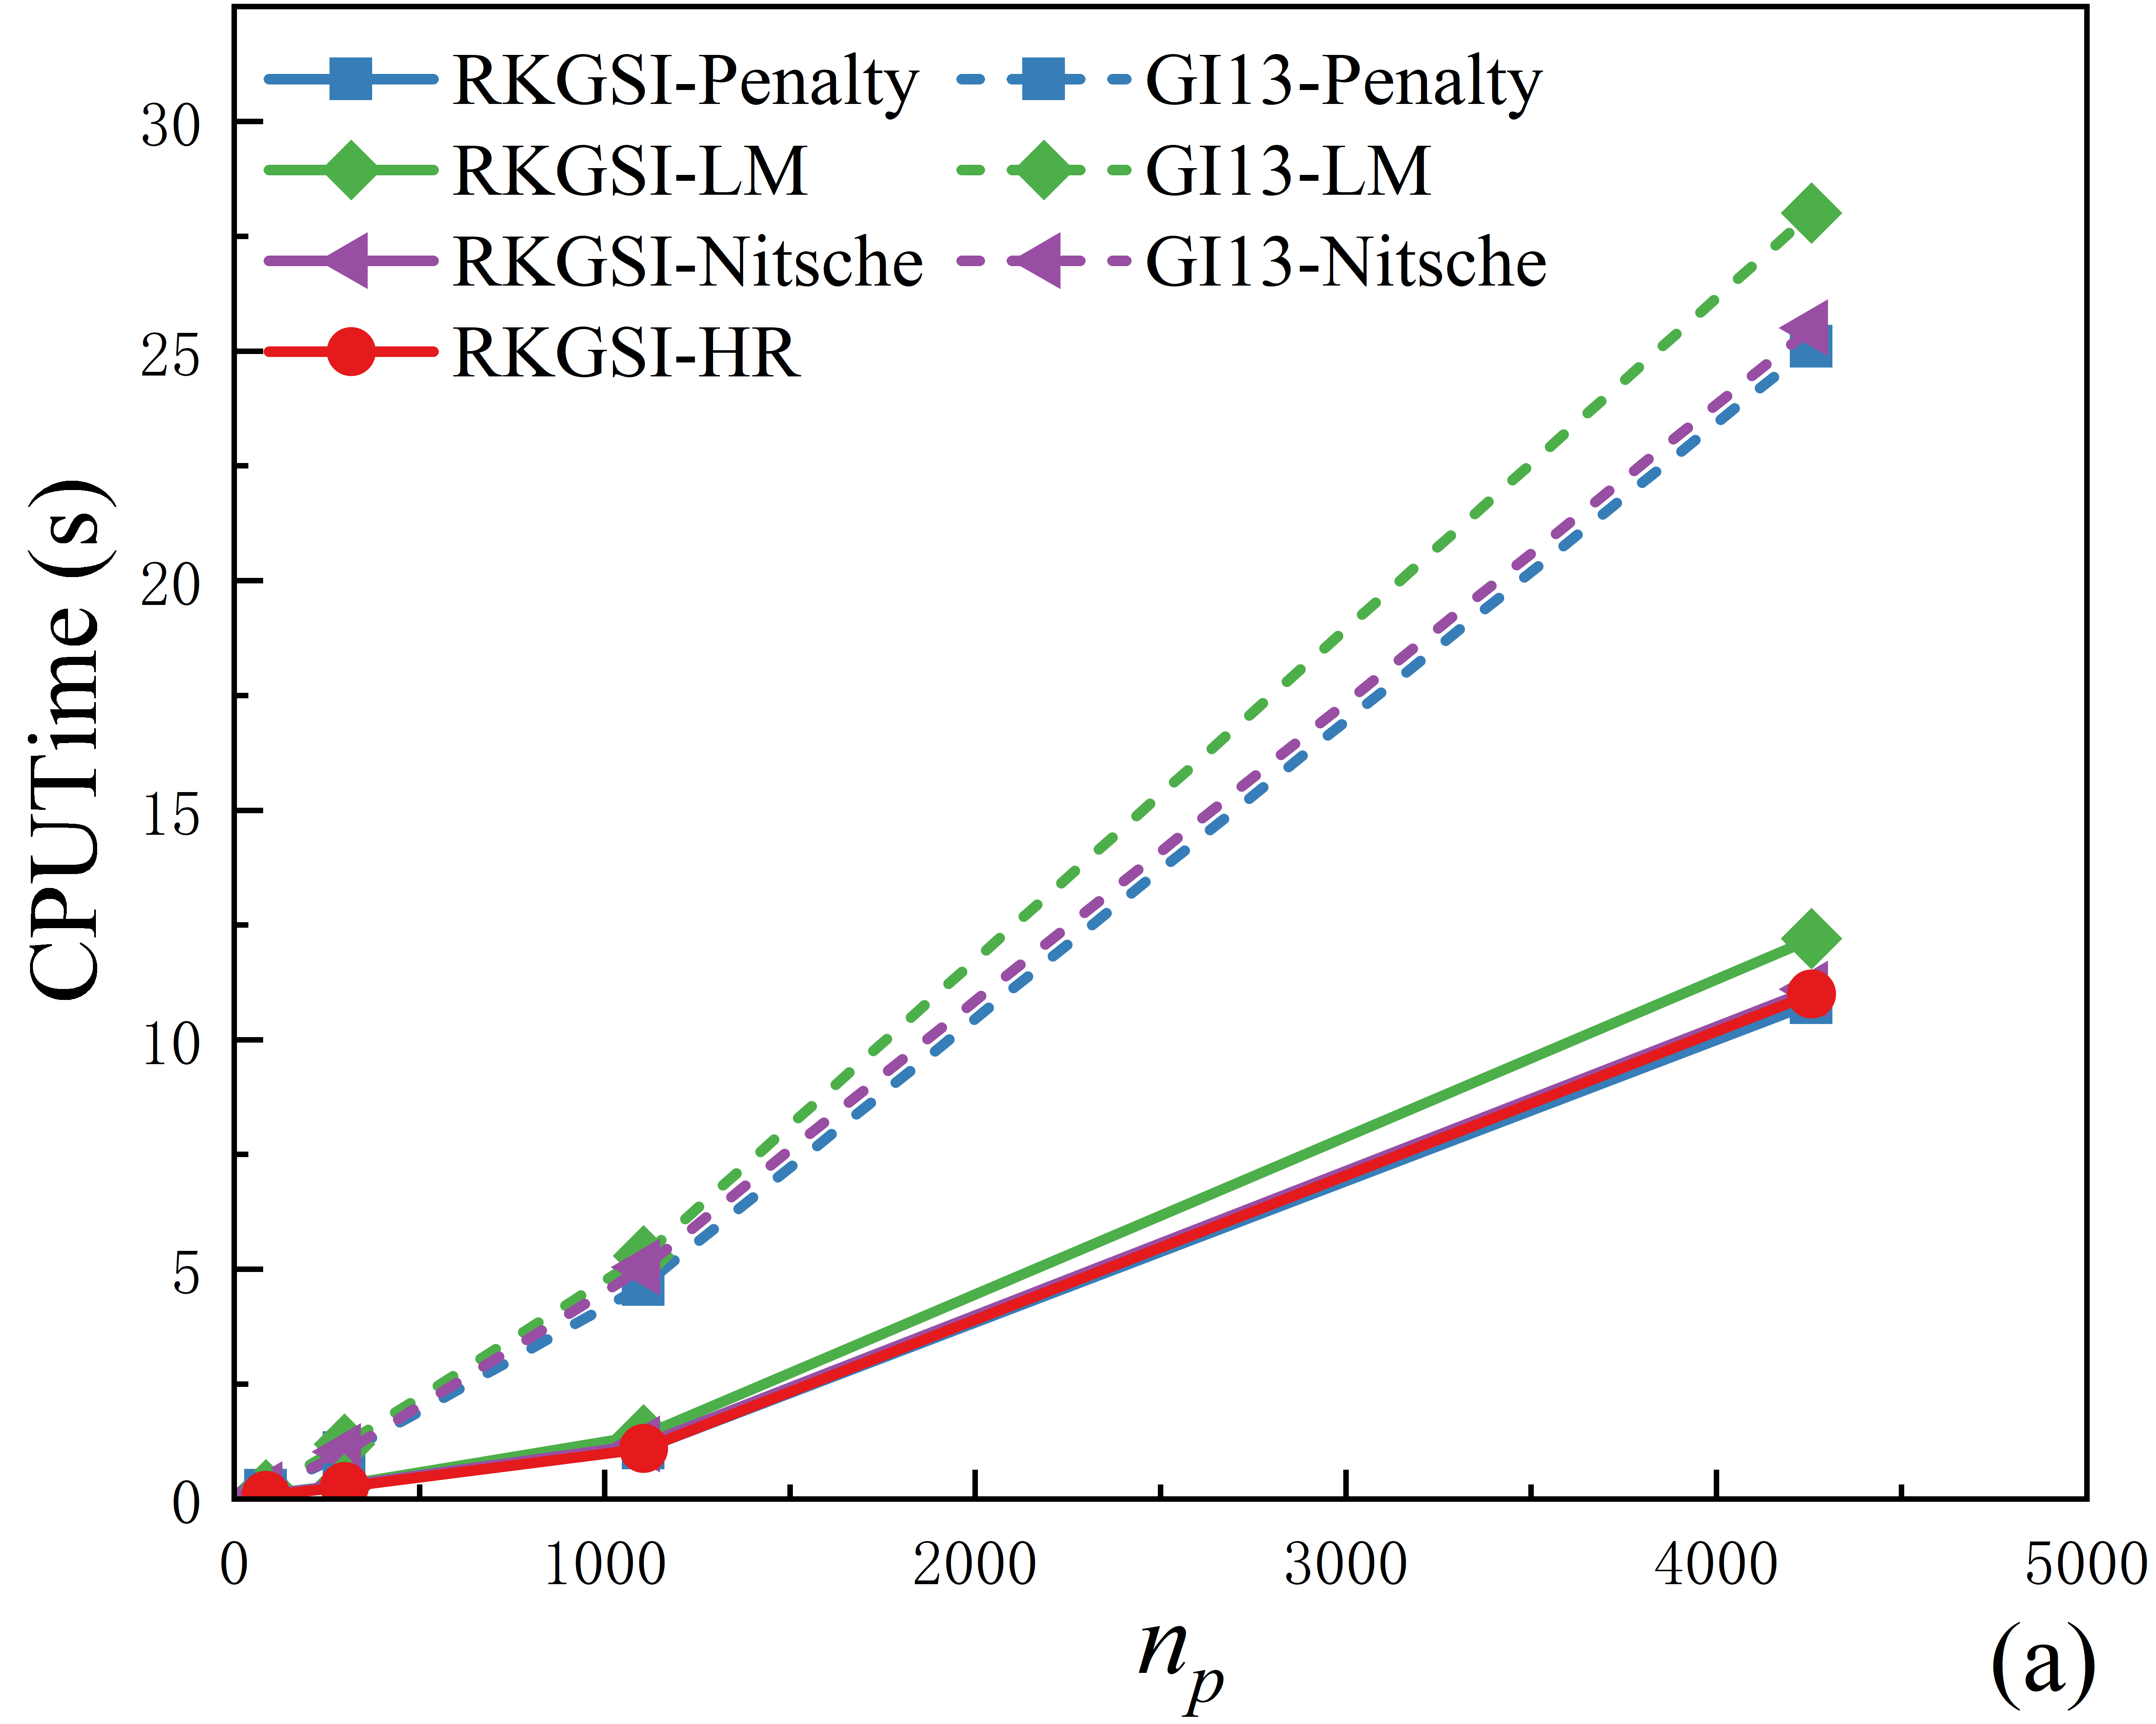 RKGSI-Penalty GI13-Penalty
RKGSI-LM GI13-LM
RKGSI-Nitsche GI13-Nitsche
RKGSI-HR
CPUTime (s)
30
25
20
15
10
5
0
0 1000 2000 3000 4000 5000
n_p
(a)